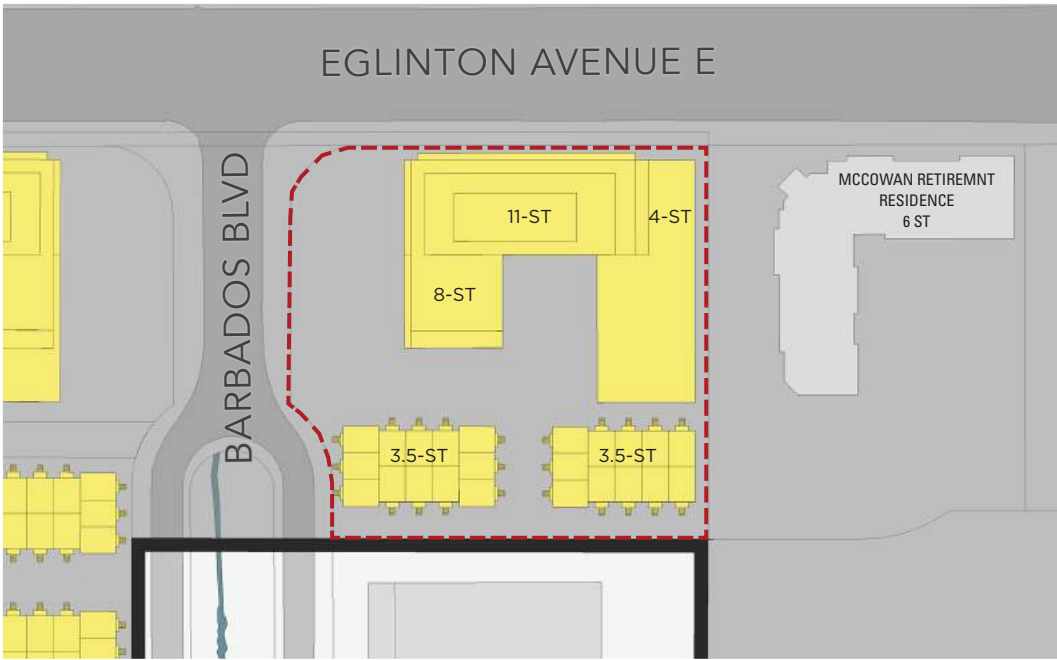 EGLINTON AVENUE E
BARBADOS BLVD
MCCOWAN RETIREMNT
RESIDENCE
6 ST
11-ST
4-ST
8-ST
3.5-ST
3.5-ST